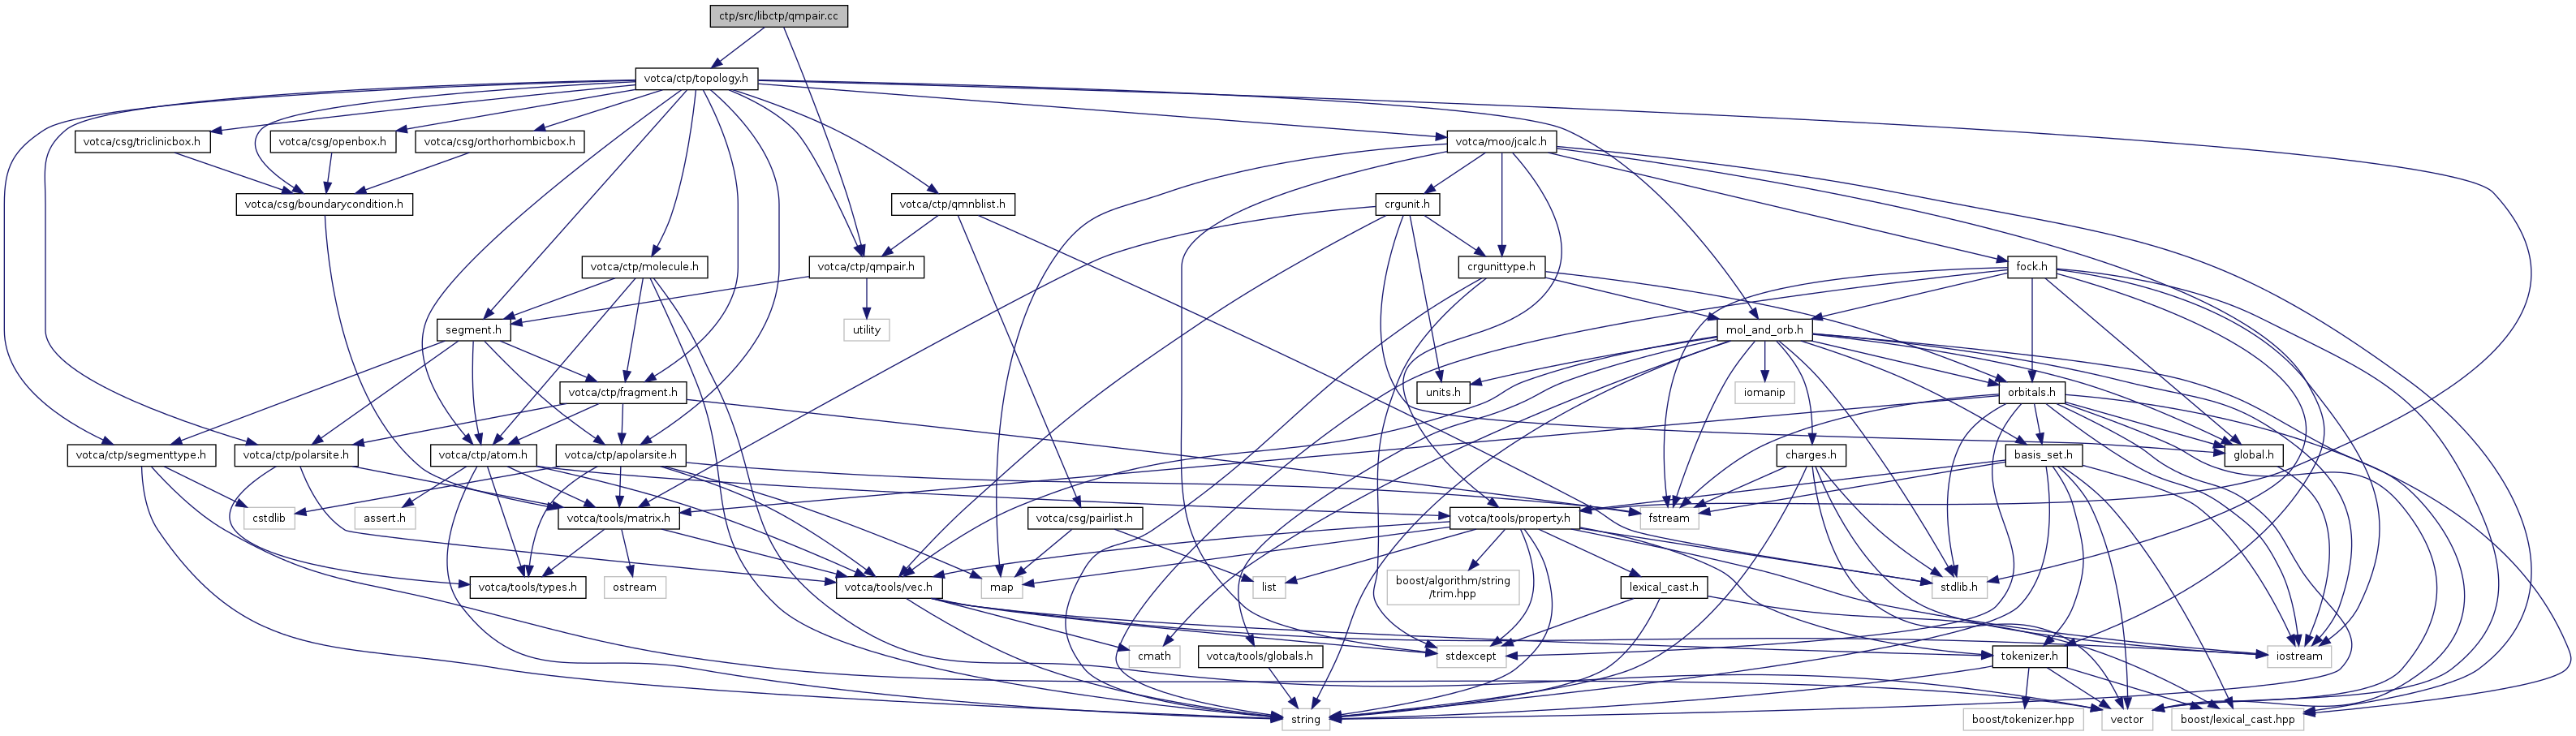 ctp/src/libctp/qmpair.cc
votca/ctp/topology.h
votca/csg/triclinicbox.h
votca/csg/openbox.h
votca/csg/orthorhombicbox.h
votca/moo/jcalc.h
votca/csg/boundarycondition.h
votca/ctp/qmnblist.h
crgunit.h
votca/ctp/molecule.h
votca/ctp/qmpair.h
crgunittype.h
fock.h
segment.h
utility
mol_and_orb.h
votca/ctp/fragment.h
units.h
iomanip
orbitals.h
votca/ctp/segmenttype.h
votca/ctp/polarsite.h
votca/ctp/atom.h
votca/ctp/apolarsite.h
charges.h
basis_set.h
global.h
cstdlib
assert.h
votca/tools/matrix.h
votca/csg/pairlist.h
votca/tools/property.h
fstream
votca/tools/types.h
ostream
votca/tools/vec.h
map
list
boost/algorithm/string
/trim.hpp
lexical_cast.h
stdlib.h
cmath
votca/tools/globals.h
stdexcept
tokenizer.h
iostream
string
boost/tokenizer.hpp
vector
boost/lexical_cast.hpp